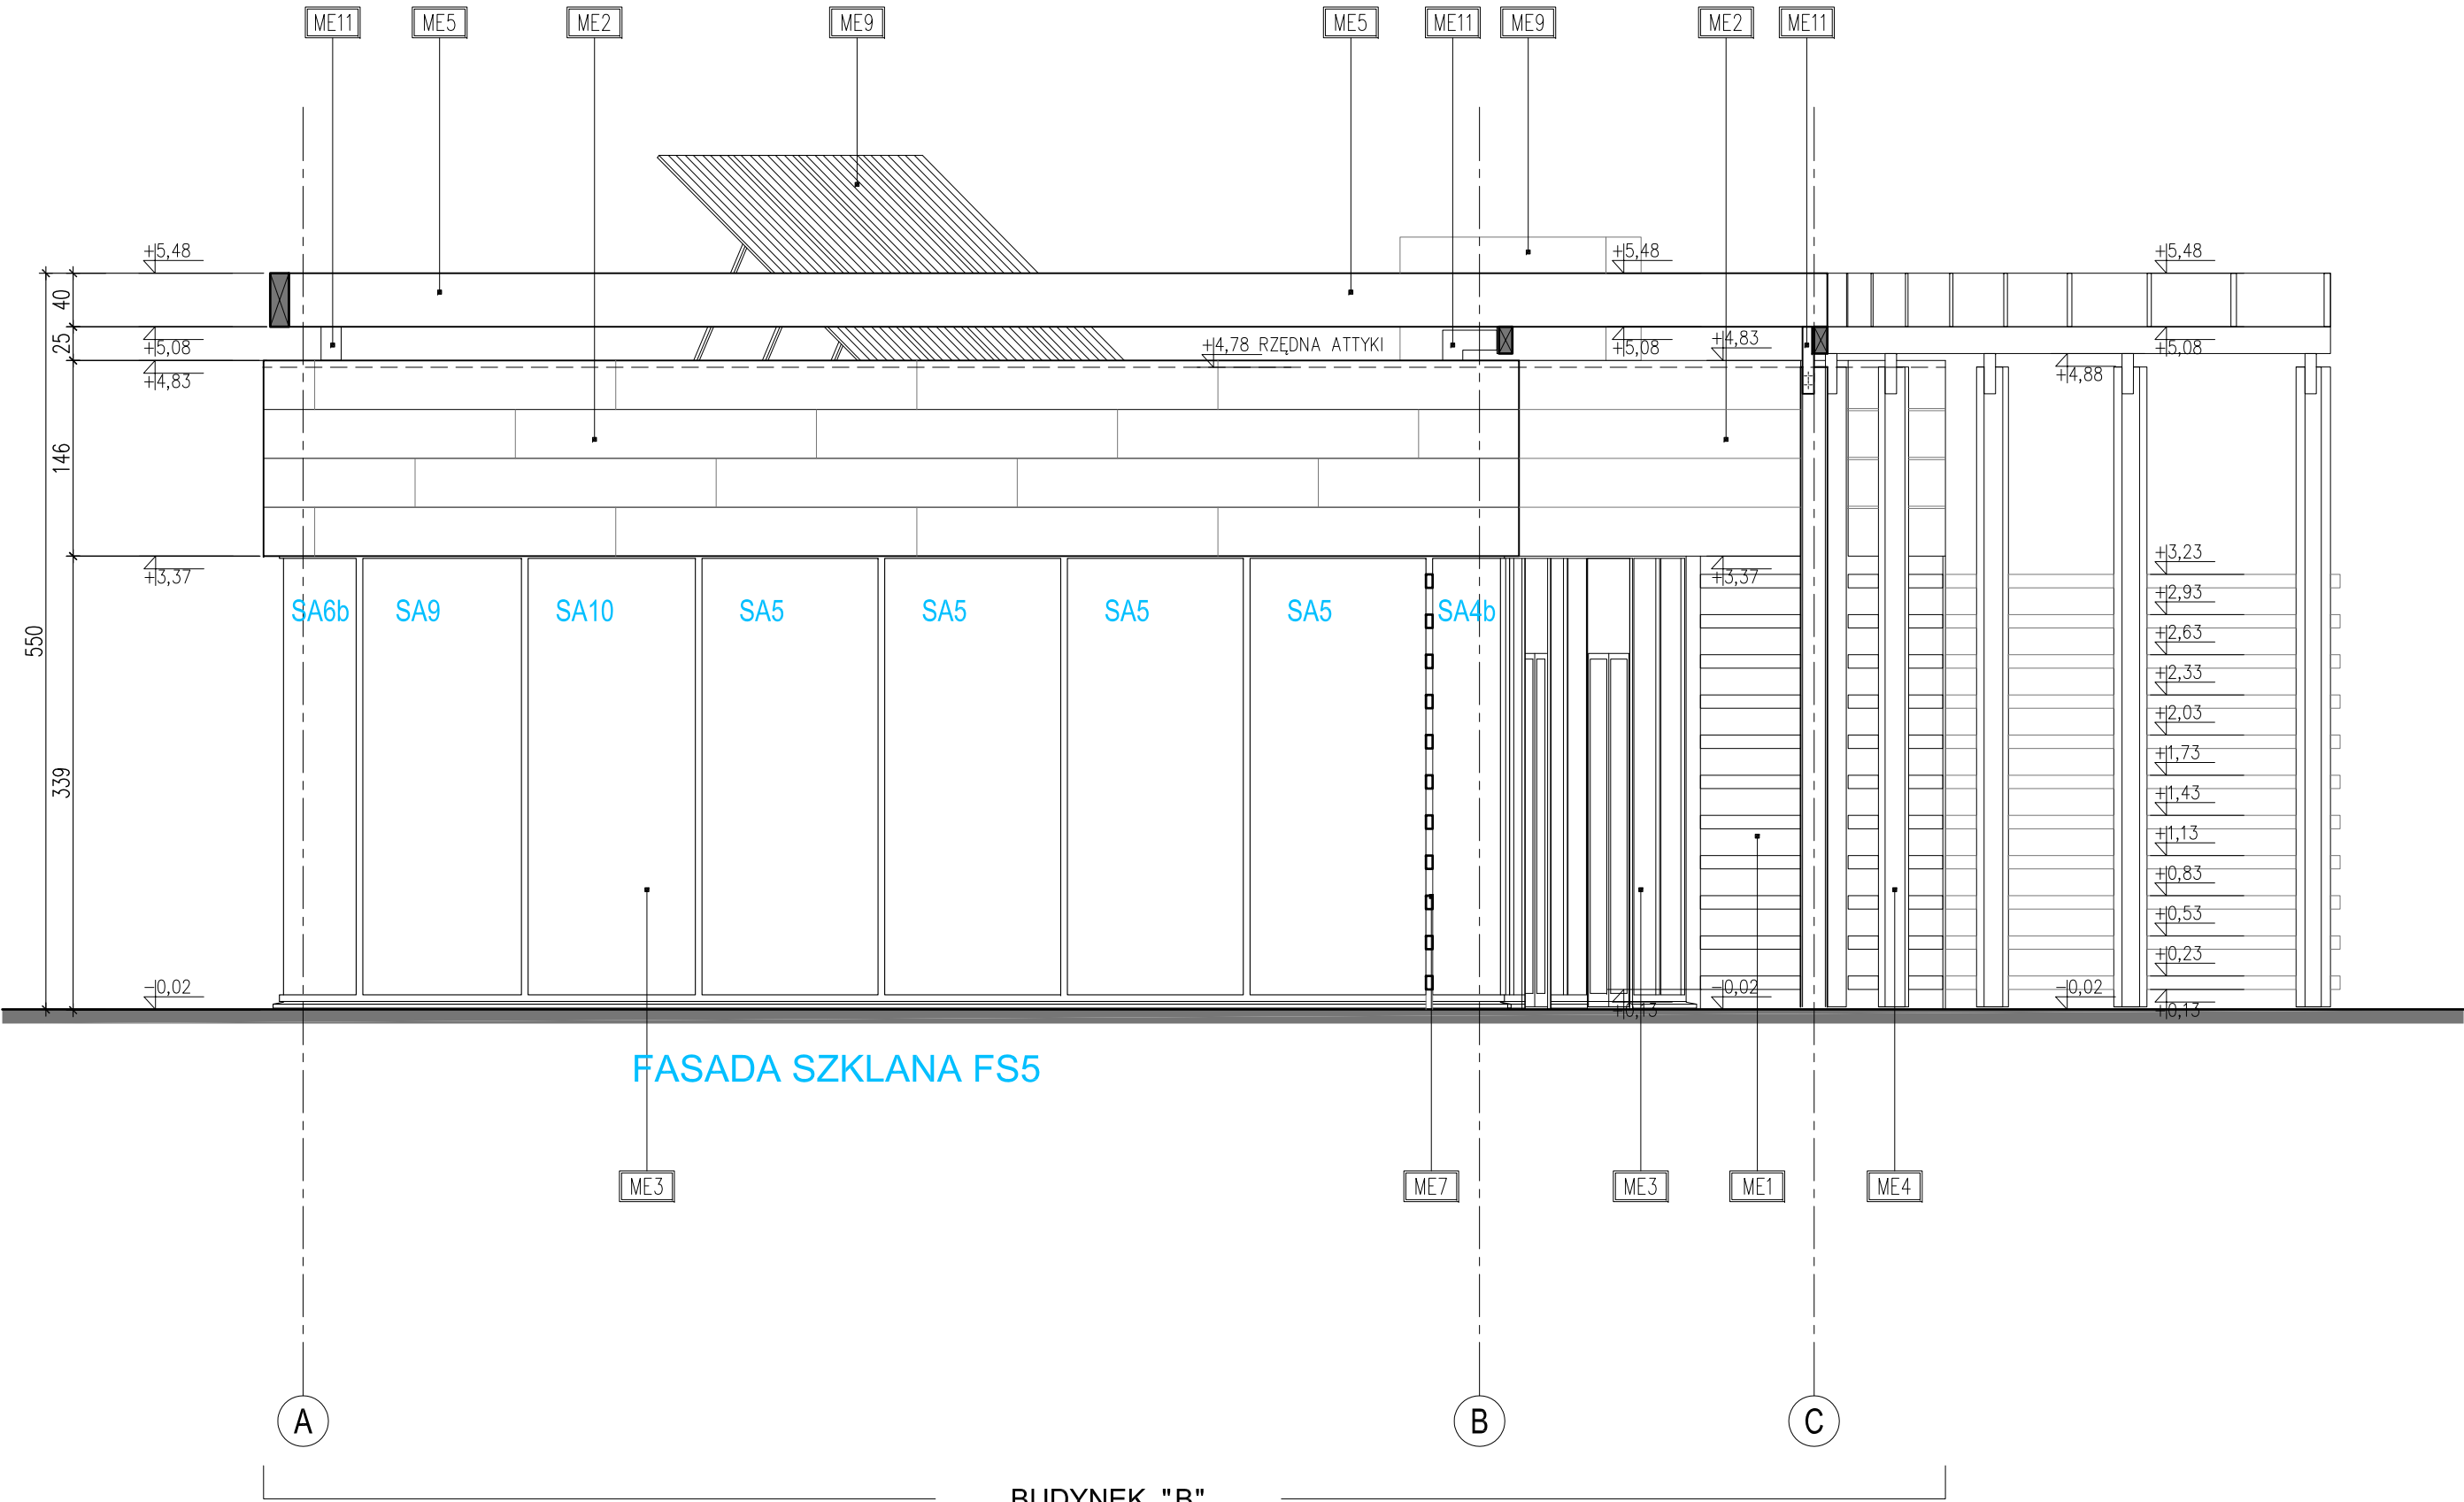 ME11 ME5 ME2 ME9 ME5 ME11 ME9 ME2 ME11
+5,48 +5,48 +5,48
40
25
+5,08 +4,78 RZĘDNA ATTYKI +5,08 +4,83 +5,08
+4,83 +4,88
146
+3,37 +3,37 +3,23
SA6b SA9 SA10 SA5 SA5 SA5 SA5 SA4b
+2,93
+2,63
550
+2,33
+2,03
+1,73
339
+1,43
+1,13
+0,83
+0,53
+0,23
-0,02 -0,02 -0,02
+0,13 +0,13
FASADA SZKLANA FS5
ME3 ME7 ME3 ME1 ME4
A B C
BUDYNEK "B"